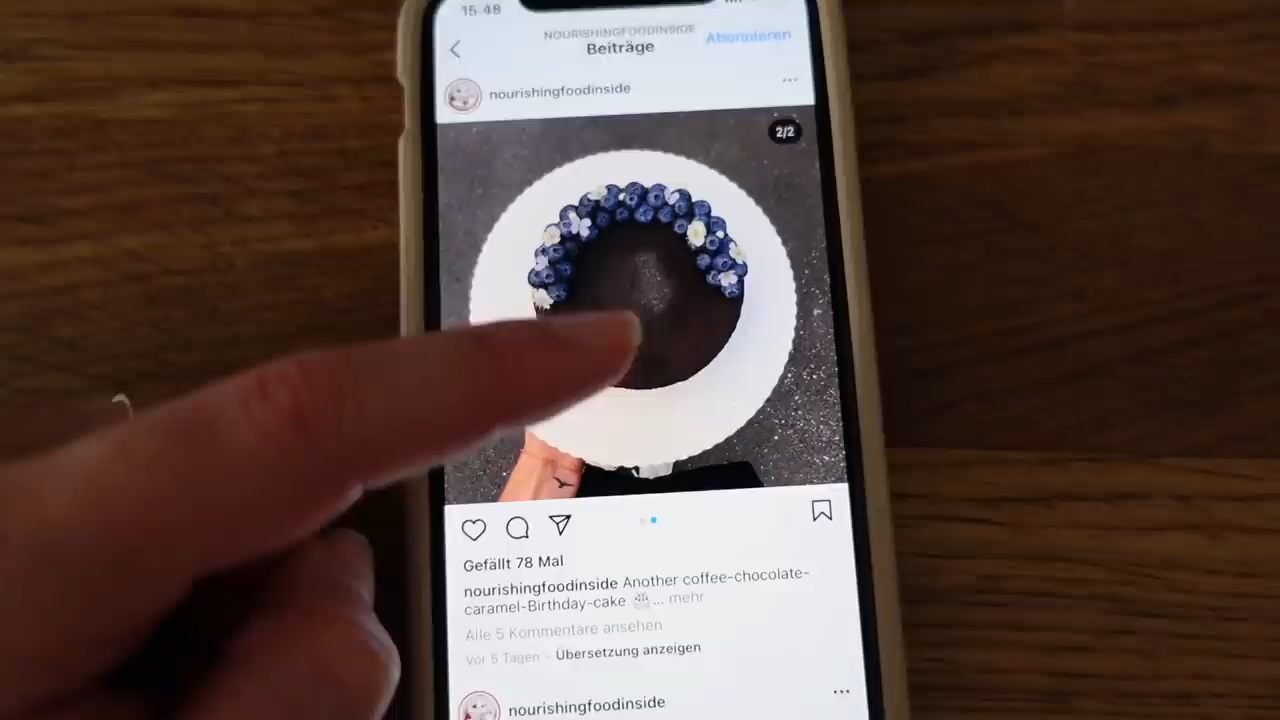 15:48
NOURISHINGFOODINSIDE
Beiträge
Abonnieren
nourishingfoodinside
2/2
Gefällt 78 Mal
nourishingfoodinside Another coffee-chocolate-
caramel-Birthday-cake 🎂... mehr
Alle 5 Kommentare ansehen
Vor 5 Tagen · Übersetzung anzeigen
nourishingfoodinside